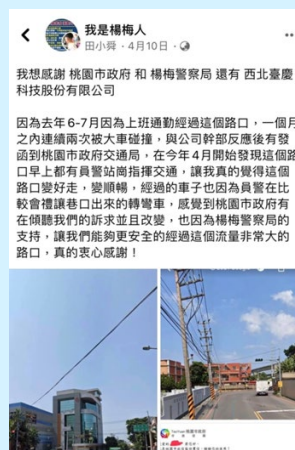 我是楊梅人
田小舜·4月10日·
我想感謝 桃園市政府 和 楊梅警察局 還有 西北臺慶
科技股份有限公司
因為去年6-7月因為上班通勤經過這個路口，一個月
之內連續兩次被大車碰撞，與公司幹部反應後有發
函到桃園市政府交通局，在今年4月開始發現這個路
口早上都有員警站崗指揮交通，讓我真的覺得這個
路口變好走，變順暢，經過的車子也因為員警在比
較會禮讓巷口出來的轉彎車，感覺到桃園市政府有
在傾聽我們的訴求並且改變，也因為楊梅警察局的
支持，讓我們能夠更安全的經過這個流量非常大的
路口，真的衷心感謝！
桃園市政府